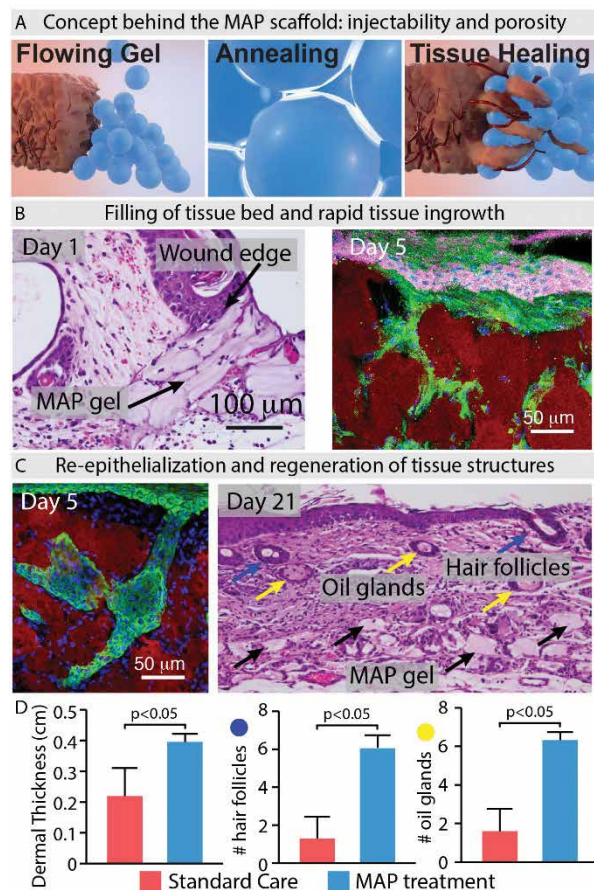 A Concept behind the MAP scaffold: injectability and porosity
Flowing Gel Annealing Tissue Healing
B Filling of tissue bed and rapid tissue ingrowth
Day 1
Wound edge
MAP gel
100 μm
Day 5
50 μm
C Re-epithelialization and regeneration of tissue structures
Day 5
50 μm
Day 21
Oil glands
Hair follicles
MAP gel
D
Dermal Thickness (cm)
0.5
0.4
0.3
0.2
0.1
0
p<0.05
# hair follicles
8
6
4
2
0
p<0.05
# oil glands
8
6
4
2
0
p<0.05
Standard Care MAP treatment